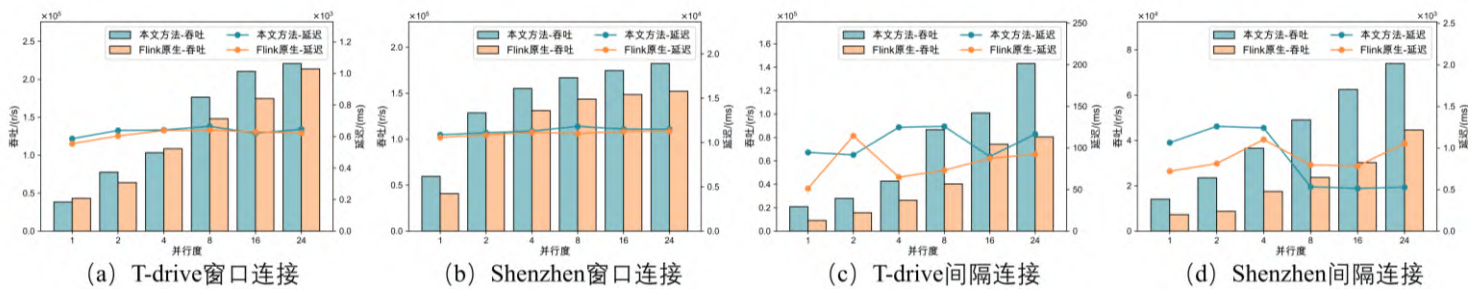 ×10⁵ ×10³
本文方法-吞吐 本文方法-延迟
Flink原生-吞吐 Flink原生-延迟
吞吐/(r/s)
2.5
2.0
1.5
1.0
0.5
0.0
延迟/(ms)
1.2
1.0
0.8
0.6
0.4
0.2
0.0
1 2 4 8 16 24
并行度
(a) T-drive窗口连接
×10⁵ ×10⁴
本文方法-吞吐 本文方法-延迟
Flink原生-吞吐 Flink原生-延迟
吞吐/(r/s)
2.0
1.5
1.0
0.5
0.0
延迟/(ms)
2.0
1.5
1.0
0.5
0.0
1 2 4 8 16 24
并行度
(b) Shenzhen窗口连接
×10⁵
本文方法-吞吐 本文方法-延迟
Flink原生-吞吐 Flink原生-延迟
吞吐/(r/s)
1.6
1.4
1.2
1.0
0.8
0.6
0.4
0.2
0.0
延迟/(ms)
250
200
150
100
50
0
1 2 4 8 16 24
并行度
(c) T-drive间隔连接
×10⁴ ×10³
本文方法-吞吐 本文方法-延迟
Flink原生-吞吐 Flink原生-延迟
吞吐/(r/s)
8
6
4
2
0
延迟/(ms)
2.5
2.0
1.5
1.0
0.5
0.0
1 2 4 8 16 24
并行度
(d) Shenzhen间隔连接